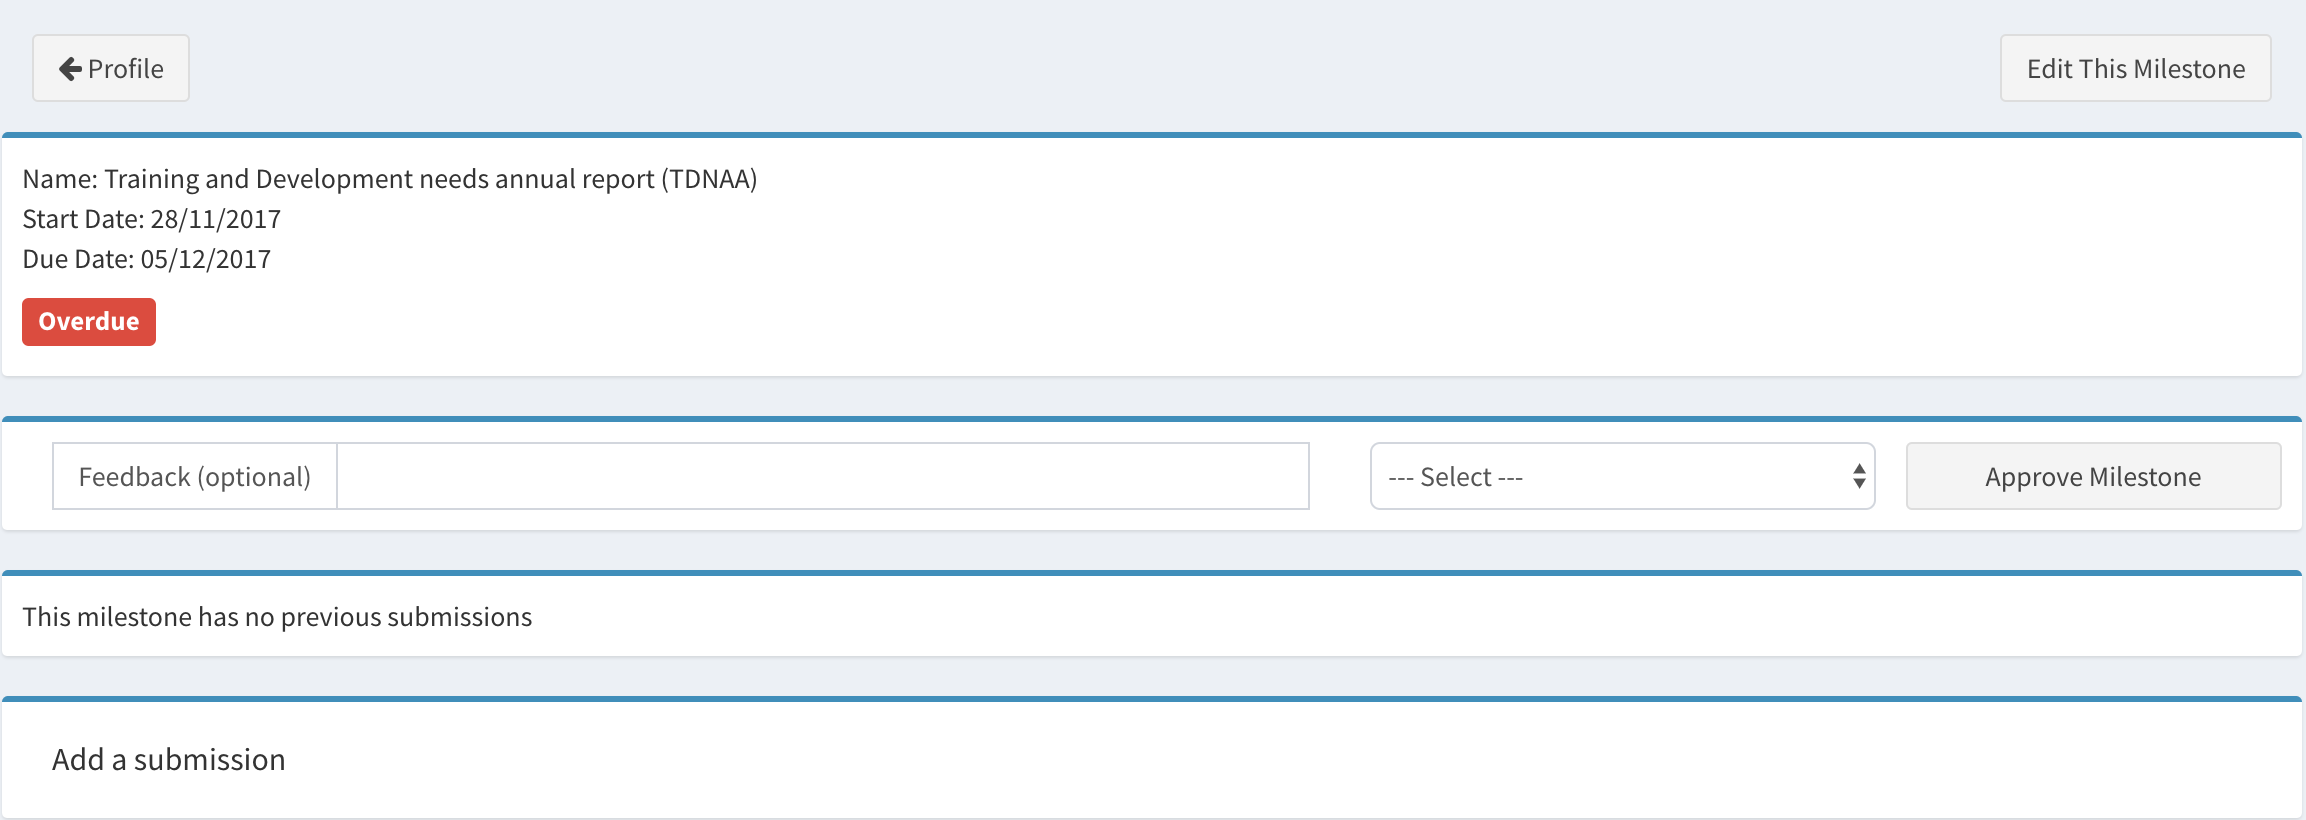 Profile
Edit This Milestone
Name: Training and Development needs annual report (TDNAA)
Start Date: 28/11/2017
Due Date: 05/12/2017
Overdue
Feedback (optional)
--- Select ---
Approve Milestone
This milestone has no previous submissions
Add a submission